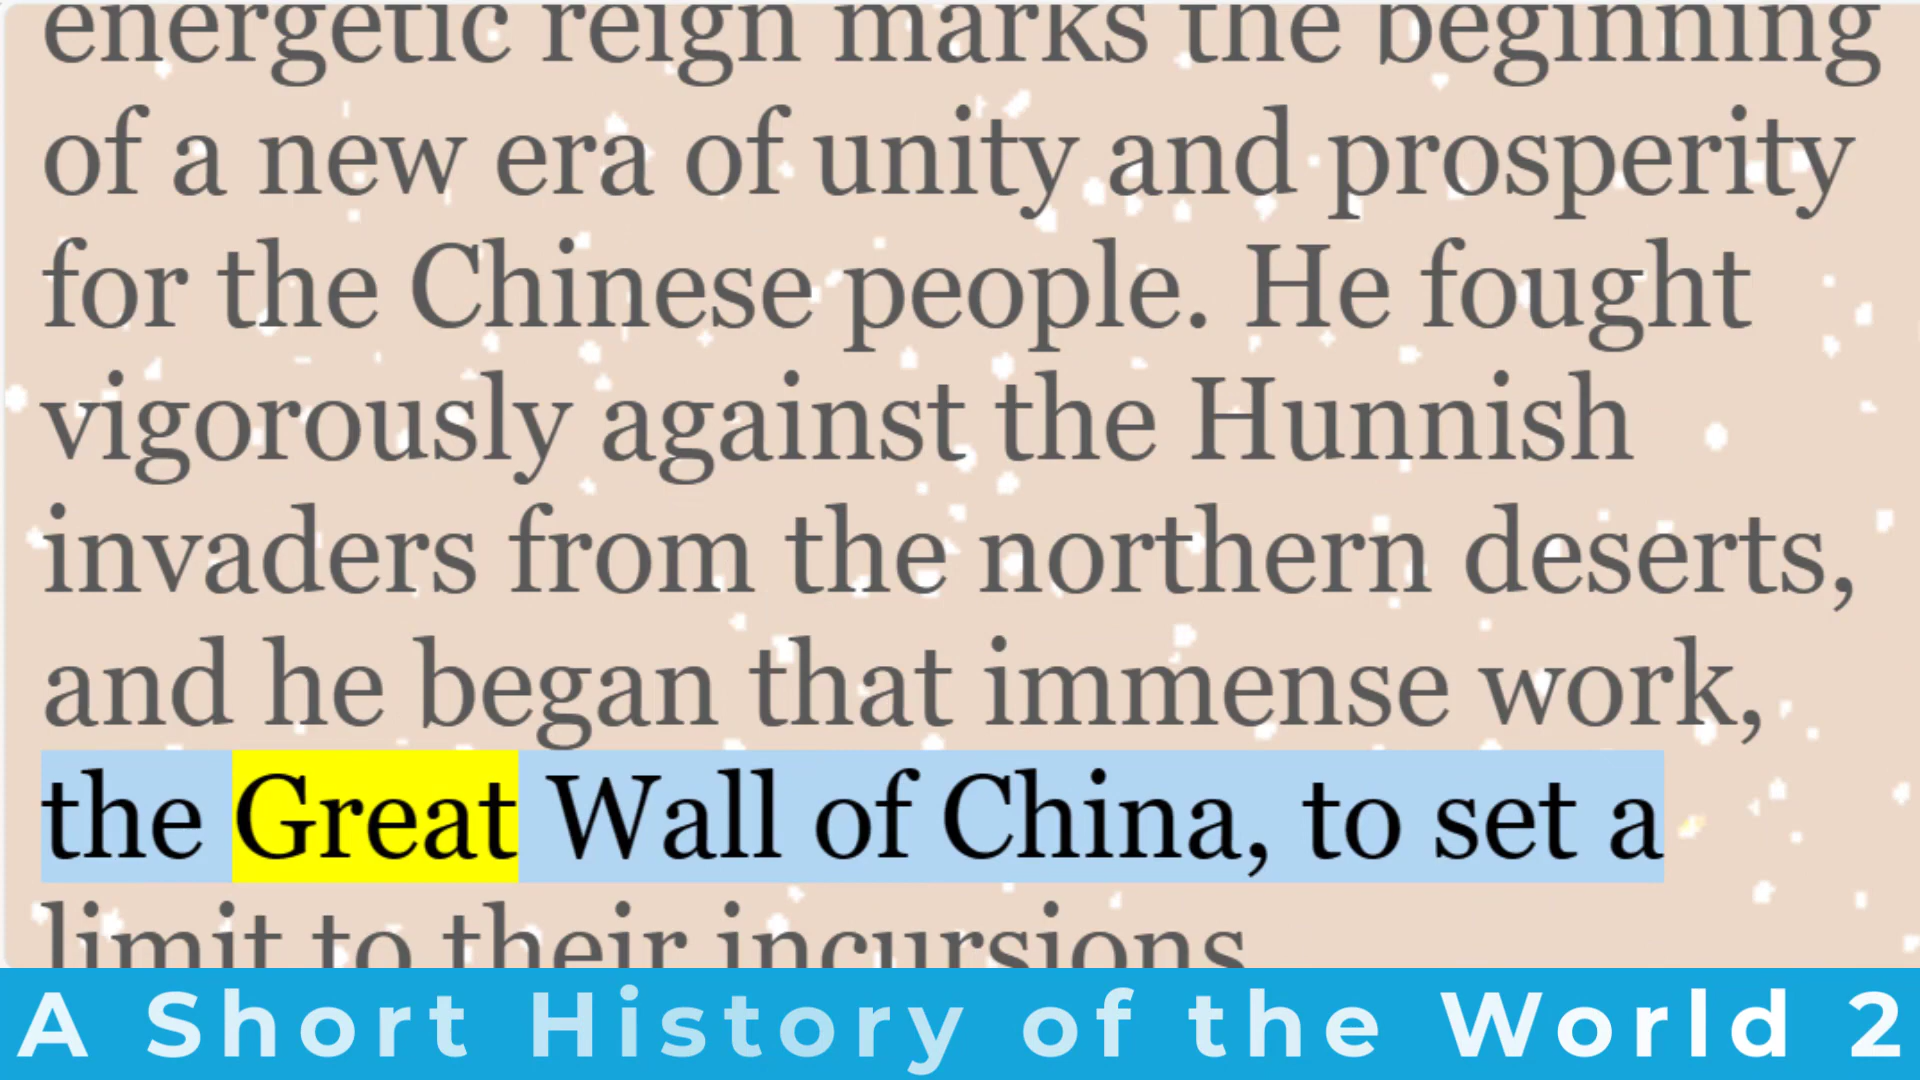 energetic reign marks the beginning
of a new era of unity and prosperity
for the Chinese people. He fought
vigorously against the Hunnish
invaders from the northern deserts,
and he began that immense work,
the Great Wall of China, to set a
limit to their incursions
A Short History of the World 2